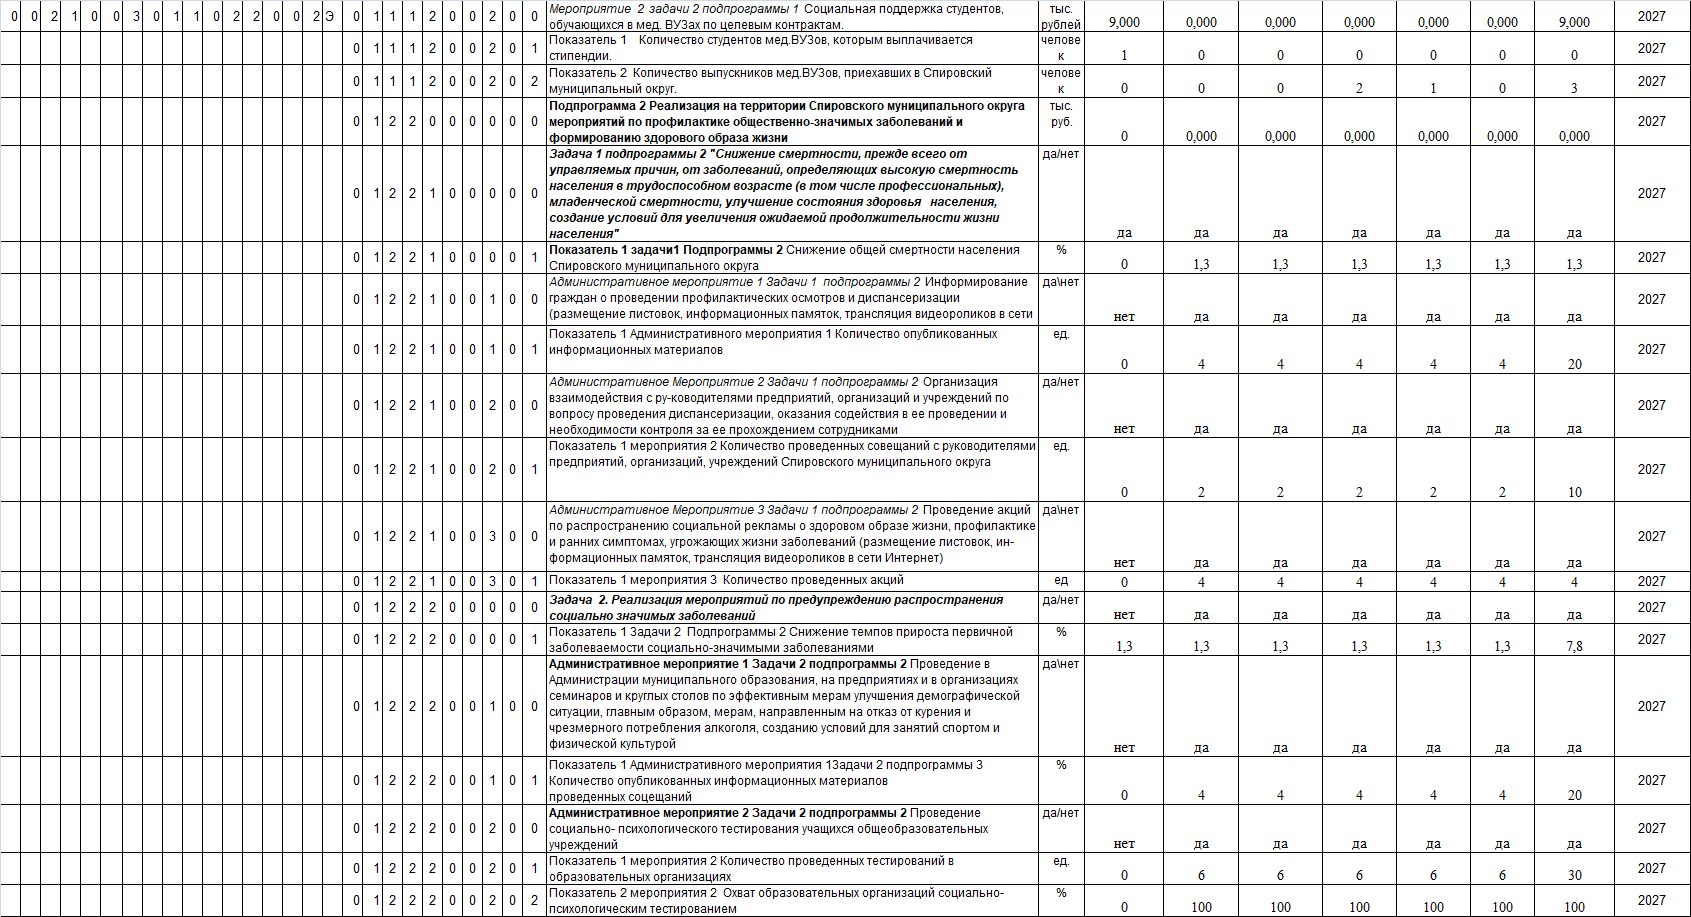 0 0 2 1 0 0 3 0 1 1 0 2 2 0 0 2 Э 0 1 1 1 2 0 0 2 0 0 Мероприятие 2 задачи 2 подпрограммы 1 Социальная поддержка студентов, тыс.
обучающихся в мед. ВУЗах по целевым контрактам. рублей 9,000 0,000 0,000 0,000 0,000 0,000 9,000 2027
0 1 1 1 2 0 0 2 0 1 Показатель 1 Количество студентов мед.ВУЗов, которым выплачивается челове
стипендии. к 1 0 0 0 0 0 0 2027
0 1 1 1 2 0 0 2 0 2 Показатель 2 Количество выпускников мед.ВУЗов, приехавших в Спировский челове
муниципальный округ. к 0 0 0 2 1 0 3 2027
Подпрограмма 2 Реализация на территории Спировского муниципального округа тыс.
0 1 2 2 0 0 0 0 0 0 мероприятий по профилактике общественно-значимых заболеваний и руб. 2027
формированию здорового образа жизни 0 0,000 0,000 0,000 0,000 0,000 0,000
Задача 1 подпрограммы 2 "Снижение смертности, прежде всего от да/нет
управляемых причин, от заболеваний, определяющих высокую смертность
населения в трудоспособном возрасте (в том числе профессиональных),
0 1 2 2 1 0 0 0 0 0 младенческой смертности, улучшение состояния здоровья населения, 2027
создание условий для увеличения ожидаемой продолжительности жизни
населения" да да да да да да да
0 1 2 2 1 0 0 0 0 1 Показатель 1 задачи1 Подпрограммы 2 Снижение общей смертности населения %
Спировского муниципального округа 0 1,3 1,3 1,3 1,3 1,3 1,3 2027
Административное мероприятие 1 Задачи 1 подпрограммы 2 Информирование да\нет
0 1 2 2 1 0 0 1 0 0 граждан о проведении профилактических осмотров и диспансеризации 2027
(размещение листовок, информационных памяток, трансляция видеороликов в сети нет да да да да да да
Показатель 1 Административного мероприятия 1 Количество опубликованных ед.
0 1 2 2 1 0 0 1 0 1 информационных материалов 2027
0 4 4 4 4 4 20
Административное Мероприятие 2 Задачи 1 подпрограммы 2 Организация да/нет
взаимодействия с ру-ководителями предприятий, организаций и учреждений по
0 1 2 2 1 0 0 2 0 0 вопросу проведения диспансеризации, оказания содействия в ее проведении и 2027
необходимости контроля за ее прохождением сотрудниками нет да да да да да да
Показатель 1 мероприятия 2 Количество проведенных совещаний с руководителями ед.
0 1 2 2 1 0 0 2 0 1 предприятий, организаций, учреждений Спировского муниципального округа 2027
0 2 2 2 2 2 10
Административное Мероприятие 3 Задачи 1 подпрограммы 2 Проведение акций да\нет
по распространению социальной рекламы о здоровом образе жизни, профилактике
0 1 2 2 1 0 0 3 0 0 и ранних симптомах, угрожающих жизни заболеваний (размещение листовок, ин- 2027
формационных памяток, трансляция видеороликов в сети Интернет) нет да да да да да да
0 1 2 2 1 0 0 3 0 1 Показатель 1 мероприятия 3 Количество проведенных акций ед 0 4 4 4 4 4 4 2027
0 1 2 2 2 0 0 0 0 0 Задача 2. Реализация мероприятий по предупреждению распространения да/нет
социально значимых заболеваний нет да да да да да да 2027
0 1 2 2 2 0 0 0 0 1 Показатель 1 Задачи 2 Подпрограммы 2 Снижение темпов прироста первичной %
заболеваемости социально-значимыми заболеваниями 1,3 1,3 1,3 1,3 1,3 1,3 7,8 2027
Административное мероприятие 1 Задачи 2 подпрограммы 2 Проведение в да\нет
Администрации муниципального образования, на предприятиях и в организациях
семинаров и круглых столов по эффективным мерам улучшения демографической
0 1 2 2 2 0 0 1 0 0 ситуации, главным образом, мерам, направленным на отказ от курения и 2027
чрезмерного потребления алкоголя, созданию условий для занятий спортом и
физической культурой нет да да да да да да
Показатель 1 Административного мероприятия 1Задачи 2 подпрограммы 3 %
0 1 2 2 2 0 0 1 0 1 Количество опубликованных информационных материалов 2027
проведенных соцещаний 0 4 4 4 4 4 20
Административное мероприятие 2 Задачи 2 подпрограммы 2 Проведение да/нет
0 1 2 2 2 0 0 2 0 0 социально- психологического тестирования учащихся общеобразовательных 2027
учреждений нет да да да да да да
0 1 2 2 2 0 0 2 0 1 Показатель 1 мероприятия 2 Количество проведенных тестирований в ед.
образовательных организациях 0 6 6 6 6 6 30 2027
0 1 2 2 2 0 0 2 0 2 Показатель 2 мероприятия 2 Охват образовательных организаций социально- %
психологическим тестированием 0 100 100 100 100 100 100 2027